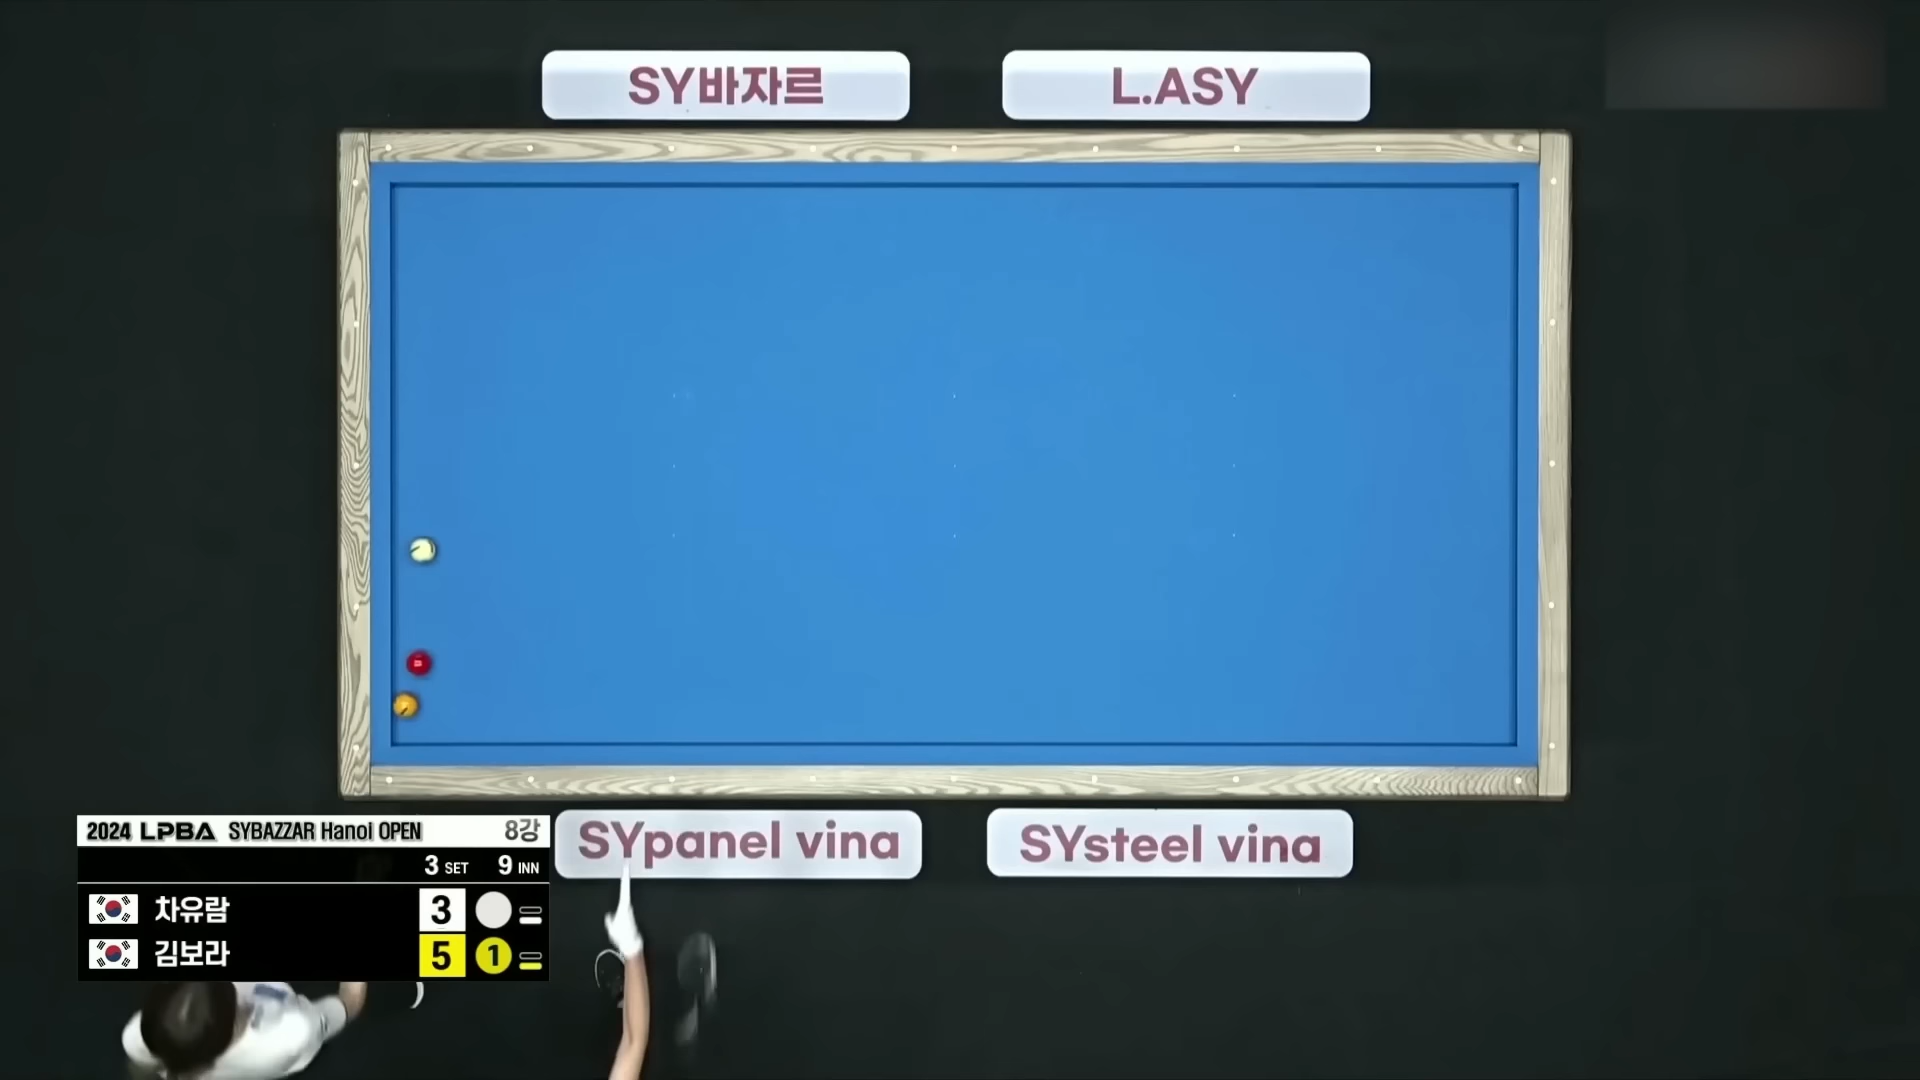 SY바자르
L.ASY
SYpanel vina
SYsteel vina
2024 LPBA SYBAZZAR Hanoi OPEN 8강
3 SET 9 INN
차유람 3
김보라 5 1